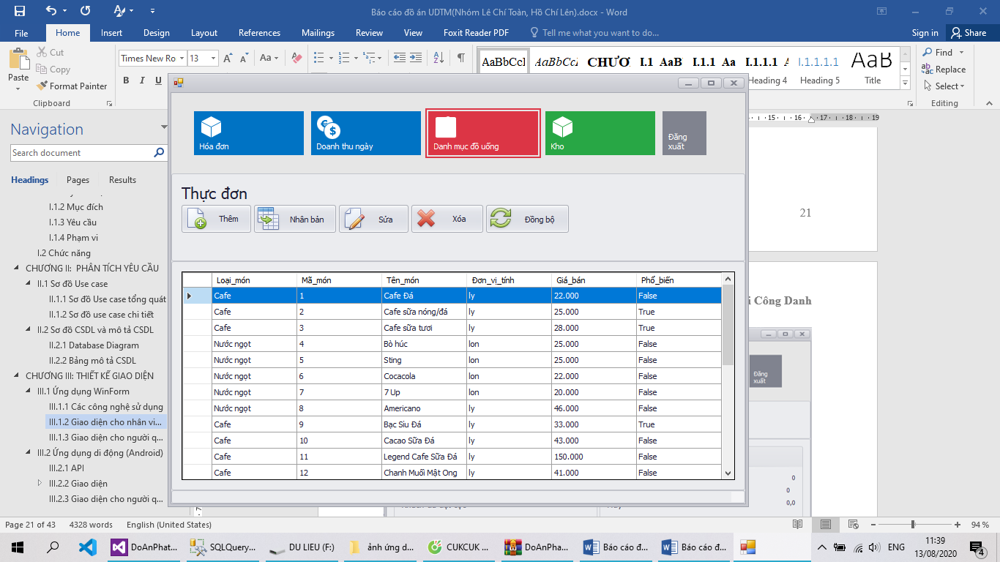 Báo cáo đồ án UDTM(Nhóm Lê Chí Toàn, Hồ Chí Lên).docx - Word
File Home Insert Design Layout References Mailings Review View Foxit Reader PDF Tell me what you want to do... Sign in Share
Paste
Cut
Copy
Format Painter
Clipboard
Times New Ro 13 Aa
B I U
AaBbCcI AaBbCcI CHƯƠI I.1 AaB I.1.1 Aa I.1.1.1 A I.1.1.1.1 AaB
Heading 4 Heading 5 Title
Find
Replace
Select
Editing
Navigation
Search document
Headings Pages Results
I.1.2 Mục đích
I.1.3 Yêu cầu
I.1.4 Phạm vi
I.2 Chức năng
CHƯƠNG II: PHÂN TÍCH YÊU CẦU
II.1 Sơ đồ Use case
II.1.1 Sơ đồ Use case tổng quát
II.1.2 Sơ đồ use case chi tiết
II.2 Sơ đồ CSDL và mô tả CSDL
II.2.1 Database Diagram
II.2.2 Bảng mô tả CSDL
CHƯƠNG III: THIẾT KẾ GIAO DIỆN
III.1 Ứng dụng WinForm
III.1.1 Các công nghệ sử dụng
III.1.2 Giao diện cho nhân vi...
III.1.3 Giao diện cho người q...
III.2 Ứng dụng di động (Android)
III.2.1 API
III.2.2 Giao diện
III.2.3 Giao diện cho người q...
Hóa đơn
Doanh thu ngày
Danh mục đồ uống
Kho
Đăng
xuất
Thực đơn
Thêm Nhân bản Sửa Xóa Đồng bộ
Loại_món Mã_món Tên_món Đơn_vị_tính Giá_bán Phổ_biến
Cafe 1 Cafe Đá ly 22.000 False
Cafe 2 Cafe sữa nóng/đá ly 25.000 True
Cafe 3 Cafe sữa tươi ly 28.000 True
Nước ngọt 4 Bò húc lon 25.000 False
Nước ngọt 5 Sting lon 25.000 False
Nước ngọt 6 Cocacola lon 22.000 False
Nước ngọt 7 7 Up lon 20.000 False
Nước ngọt 8 Americano ly 46.000 False
Cafe 9 Bạc Sỉu Đá ly 33.000 True
Cafe 10 Cacao Sữa Đá ly 43.000 False
Cafe 11 Legend Cafe Sữa Đá ly 150.000 False
Cafe 12 Chanh Muối Mật Ong ly 41.000 False
15 16 17 18 19
21
i Công Danh
Đăng
xuất
0
0
0,0
Page 21 of 43 4328 words English (United States) 94 %
DoAnPhat... SQLQuery... DU LIEU (F:) ảnh ứng d... CUKCUK ... DoAnPha... Báo cáo đ... Báo cáo đ... ENG 11:39
13/08/2020 4